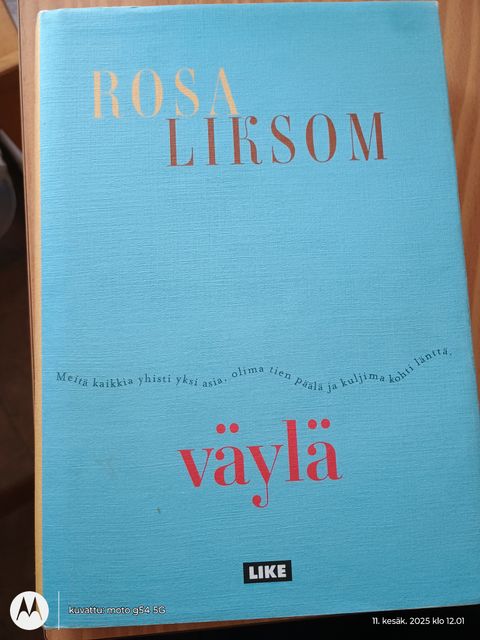 ROSA
LIKSOM
Meitä kaikkia yhisti yksi asia, olima tien päälä ja kuljima kohti länttä.
väylä
LIKE
kuvattu: moto g54 5G
11. kesäk. 2025 klo 12.01